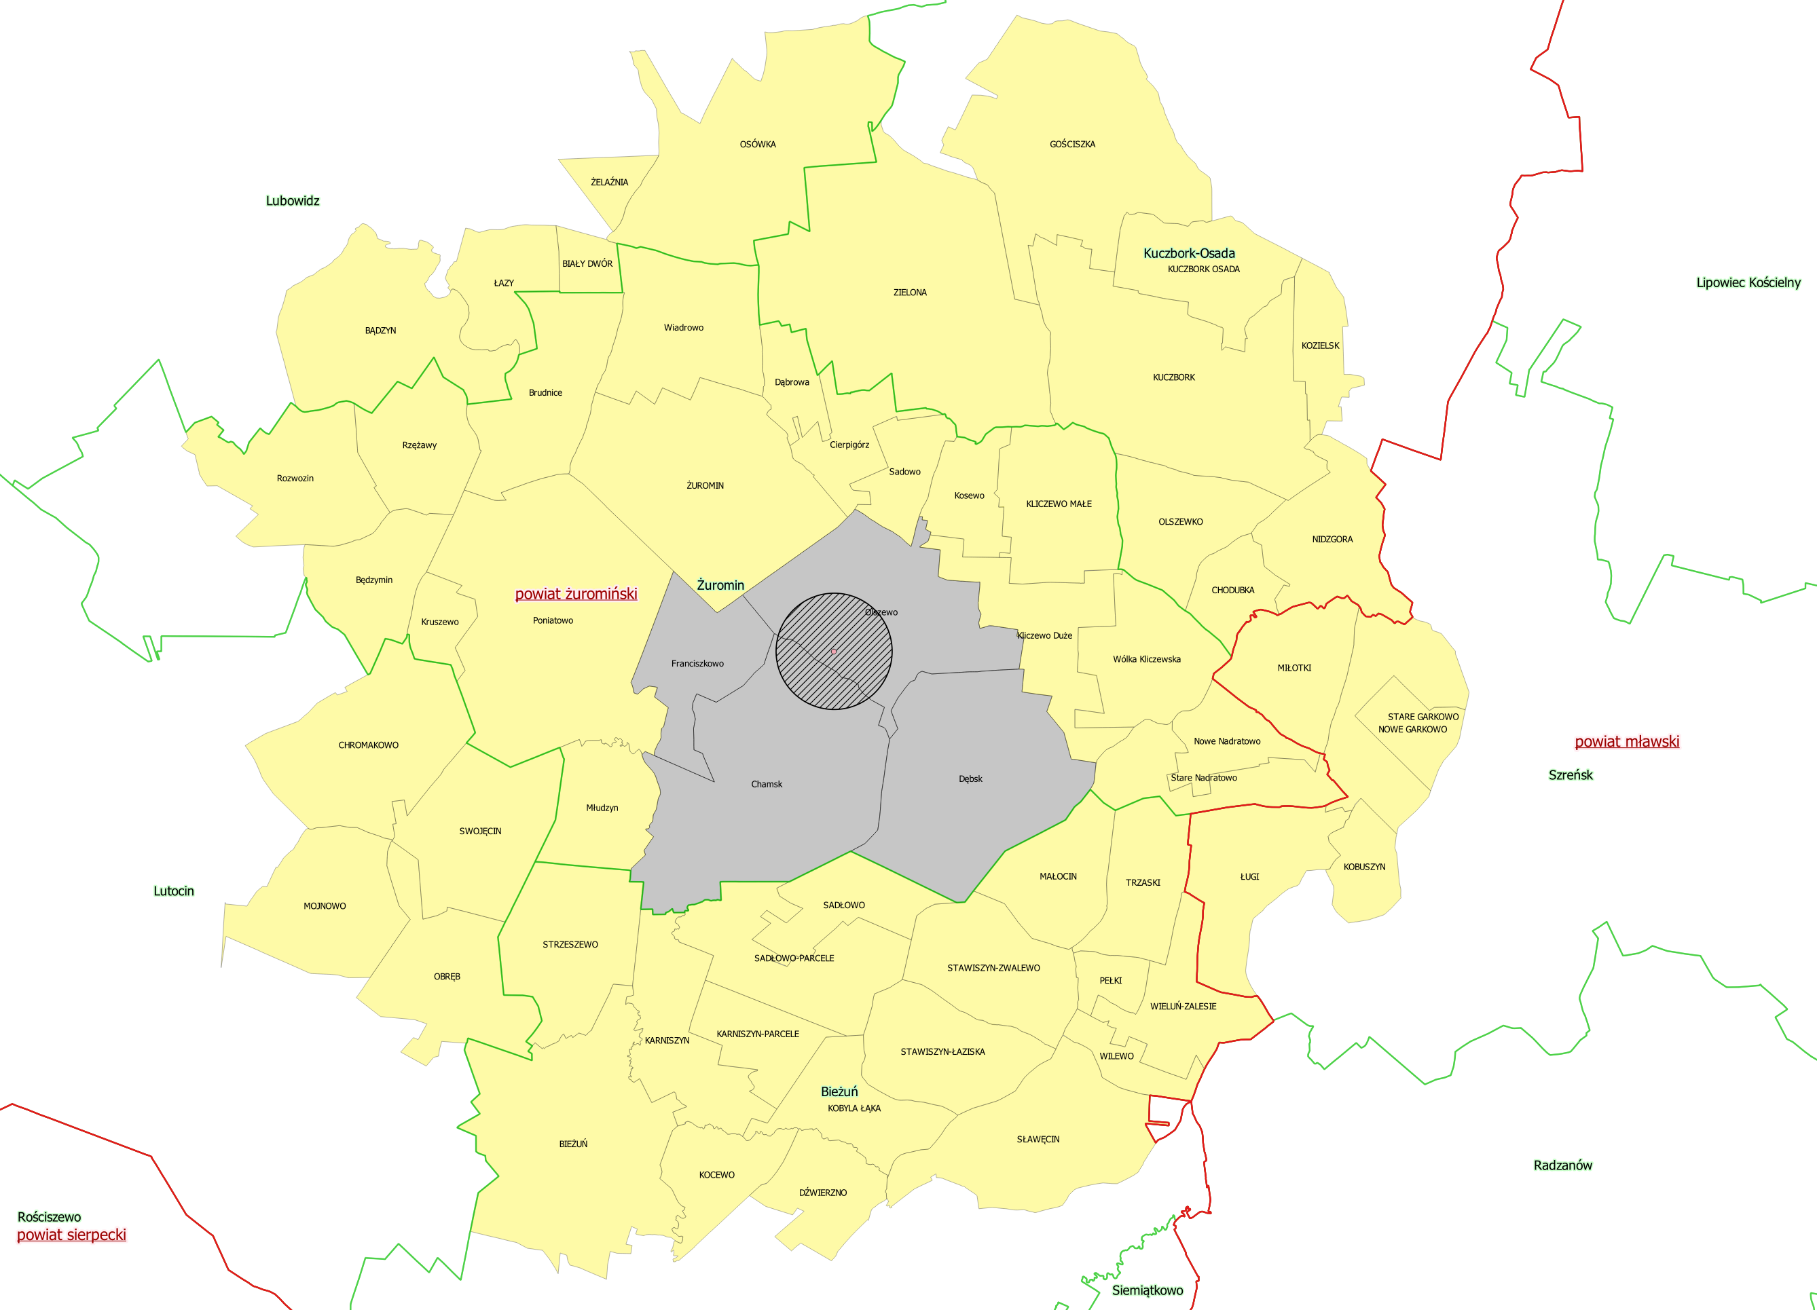 OSÓWKA
GOŚCISZKA
ŻELAŹNIA
Lubowidz
Kuczbork-Osada
KUCZBORK OSADA
BIAŁY DWÓR
ŁAZY
Lipowiec Kościelny
ZIELONA
BĄDZYN
Wiadrowo
KOZIELSK
KUCZBORK
Dąbrowa
Brudnice
Rzężawy
Cierpigórz
Sadowo
Rozwozin
ŻUROMIN
Kosewo
KLICZEWO MAŁE
OLSZEWKO
NIDZGORA
Będzymin
Żuromin
CHODUBKA
powiat żuromiński
Olszewo
Kruszewo
Poniatowo
Kliczewo Duże
Franciszkowo
Wólka Kliczewska
MIŁOTKI
STARE GARKOWO
NOWE GARKOWO
CHROMAKOWO
Nowe Nadratowo
powiat mławski
Szreńsk
Stare Nadratowo
Dębsk
Chamsk
Młudzyn
SWOJĘCIN
KOBUSZYN
MAŁOCIN
ŁUGI
TRZASKI
Lutocin
MOJNOWO
SADŁOWO
STRZESZEWO
SADŁOWO-PARCELE
STAWISZYN-ZWALEWO
OBRĘB
PEŁKI
WIELUŃ-ZALESIE
KARNISZYN-PARCELE
KARNISZYN
STAWISZYN-ŁAZISKA
WILEWO
Bieżuń
KOBYLA ŁĄKA
SŁAWĘCIN
BIEŻUŃ
Radzanów
KOCEWO
DŹWIERZNO
Rościszewo
powiat sierpecki
Siemiątkowo